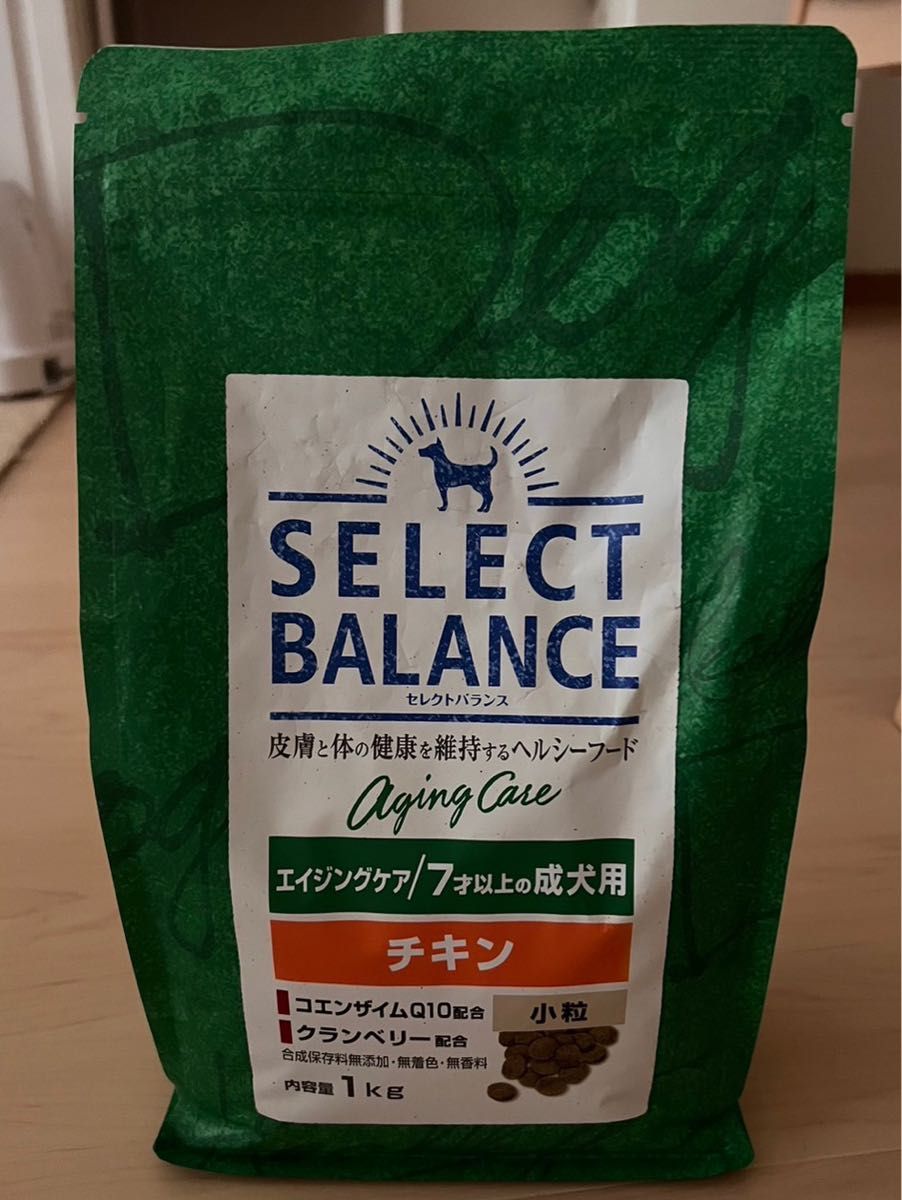 Dog
SELECT
BALANCE
セレクトバランス
皮膚と体の健康を維持するヘルシーフード
Aging Care
エイジングケア/7才以上の成犬用
チキン
コエンザイムQ10配合
小粒
クランベリー配合
合成保存料無添加・無着色・無香料
内容量1kg